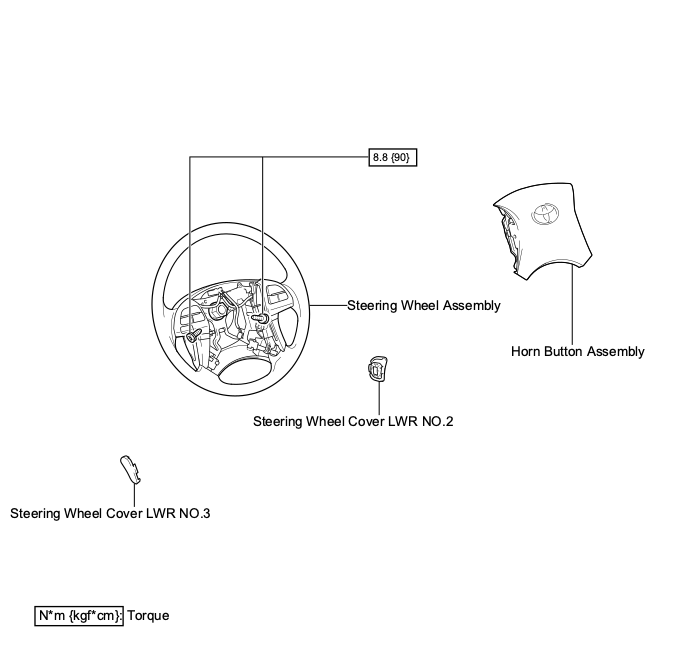 8.8 {90}
Steering Wheel Assembly
Horn Button Assembly
Steering Wheel Cover LWR NO.2
Steering Wheel Cover LWR NO.3
N*m {kgf*cm}: Torque